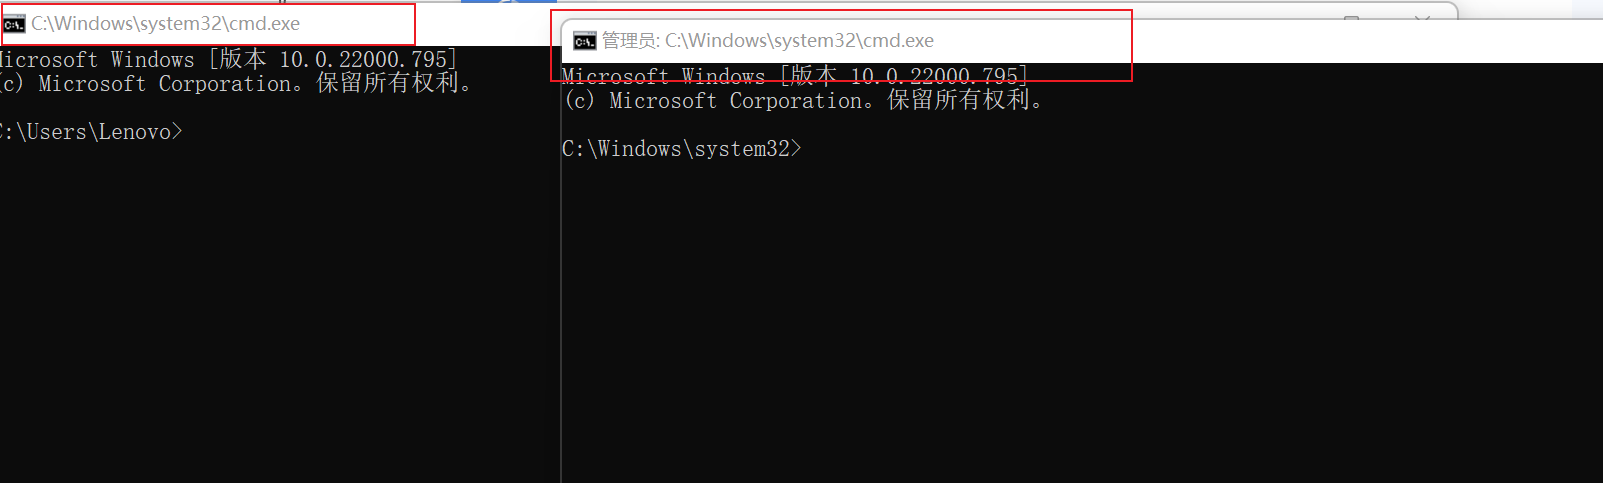 C:\Windows\system32\cmd.exe
Microsoft Windows [版本 10.0.22000.795]
(c) Microsoft Corporation。保留所有权利。
C:\Users\Lenovo>
管理员: C:\Windows\system32\cmd.exe
Microsoft Windows [版本 10.0.22000.795]
(c) Microsoft Corporation。保留所有权利。
C:\Windows\system32>